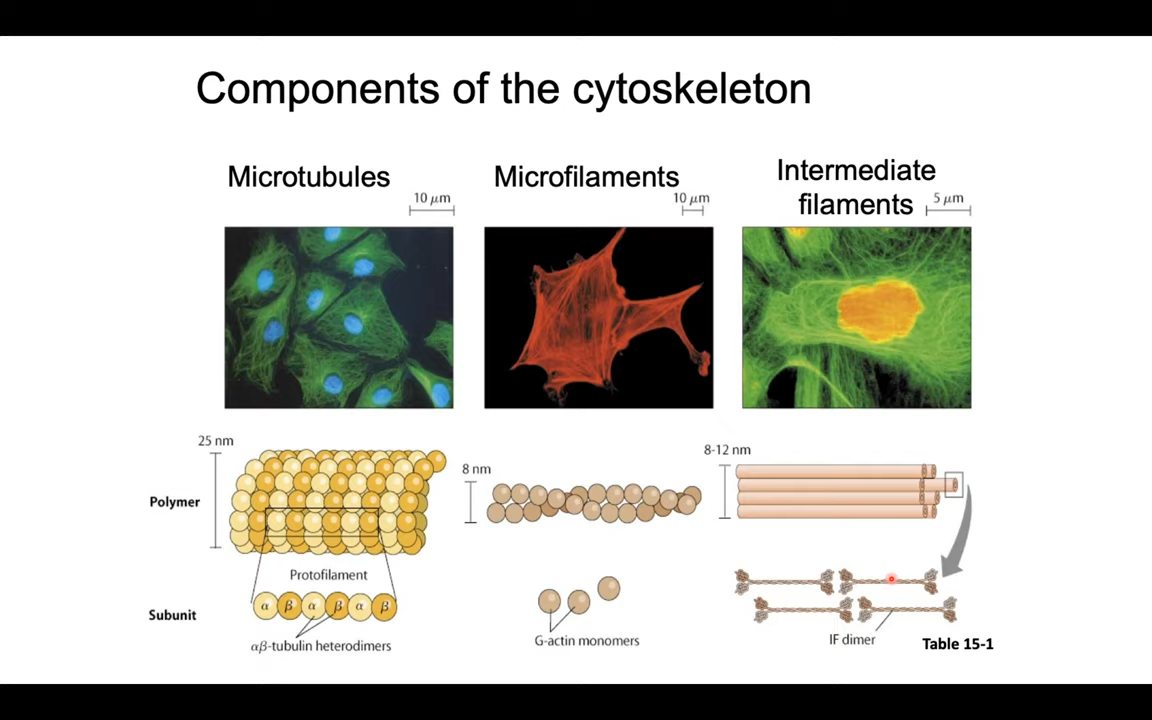 Components of the cytoskeleton
Microtubules
10 μm
Microfilaments
10 μm
Intermediate
filaments
5 μm
25 nm
8 nm
8-12 nm
Polymer
Protofilament
Subunit
α β α β α β
αβ-tubulin heterodimers
G-actin monomers
IF dimer
Table 15-1